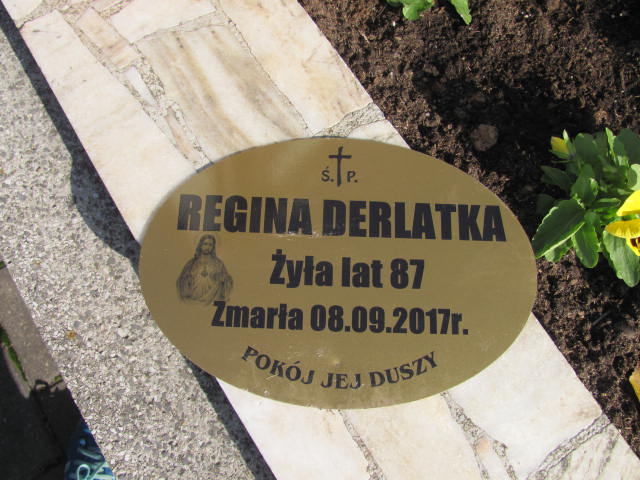 Ś. P.
REGINA DERLATKA
Żyła lat 87
Zmarła 08.09.2017r.
POKÓJ JEJ DUSZY